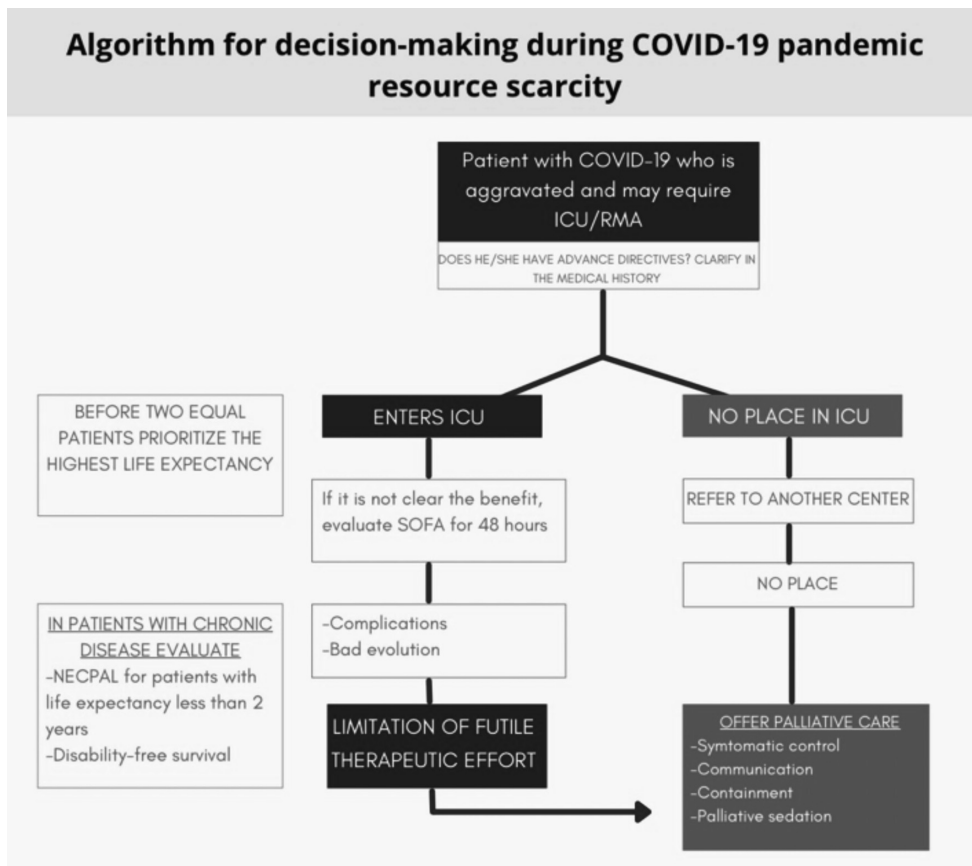 Algorithm for decision-making during COVID-19 pandemic
resource scarcity
Patient with COVID-19 who is
aggravated and may require
ICU/RMA
DOES HE/SHE HAVE ADVANCE DIRECTIVES? CLARIFY IN
THE MEDICAL HISTORY
BEFORE TWO EQUAL
PATIENTS PRIORITIZE THE
HIGHEST LIFE EXPECTANCY
IN PATIENTS WITH CHRONIC
DISEASE EVALUATE
-NECPAL for patients with
life expectancy less than 2
years
-Disability-free survival
ENTERS ICU
If it is not clear the benefit,
evaluate SOFA for 48 hours
-Complications
-Bad evolution
LIMITATION OF FUTILE
THERAPEUTIC EFFORT
NO PLACE IN ICU
REFER TO ANOTHER CENTER
NO PLACE
OFFER PALLIATIVE CARE
-Symtomatic control
-Communication
-Containment
-Palliative sedation